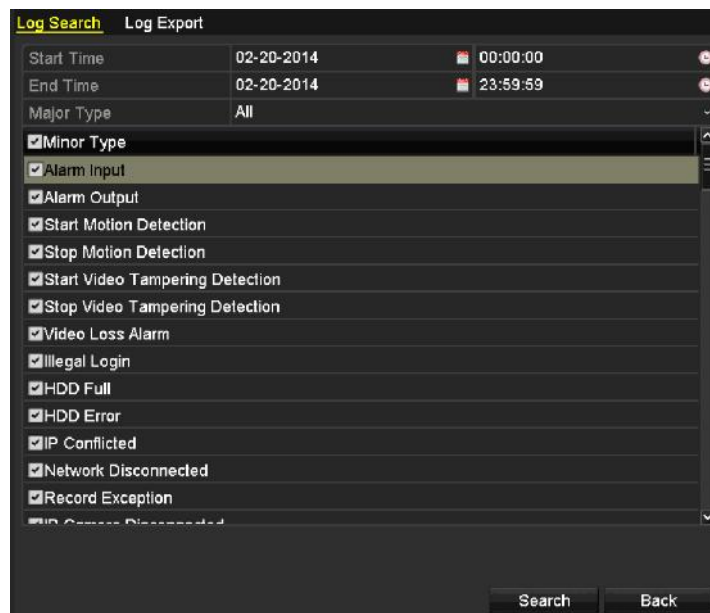 Log Search Log Export
Start Time 02-20-2014 00:00:00
End Time 02-20-2014 23:59:59
Major Type All
Minor Type
Alarm Input
Alarm Output
Start Motion Detection
Stop Motion Detection
Start Video Tampering Detection
Stop Video Tampering Detection
Video Loss Alarm
Illegal Login
HDD Full
HDD Error
IP Conflicted
Network Disconnected
Record Exception
IP Camera Disconnected
Search Back